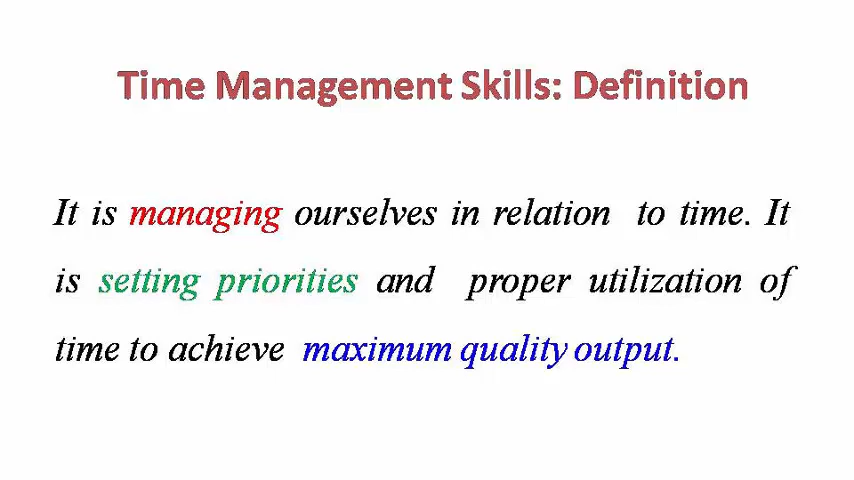 Time Management Skills: Definition
It is managing ourselves in relation to time. It
is setting priorities and proper utilization of
time to achieve maximum quality output.